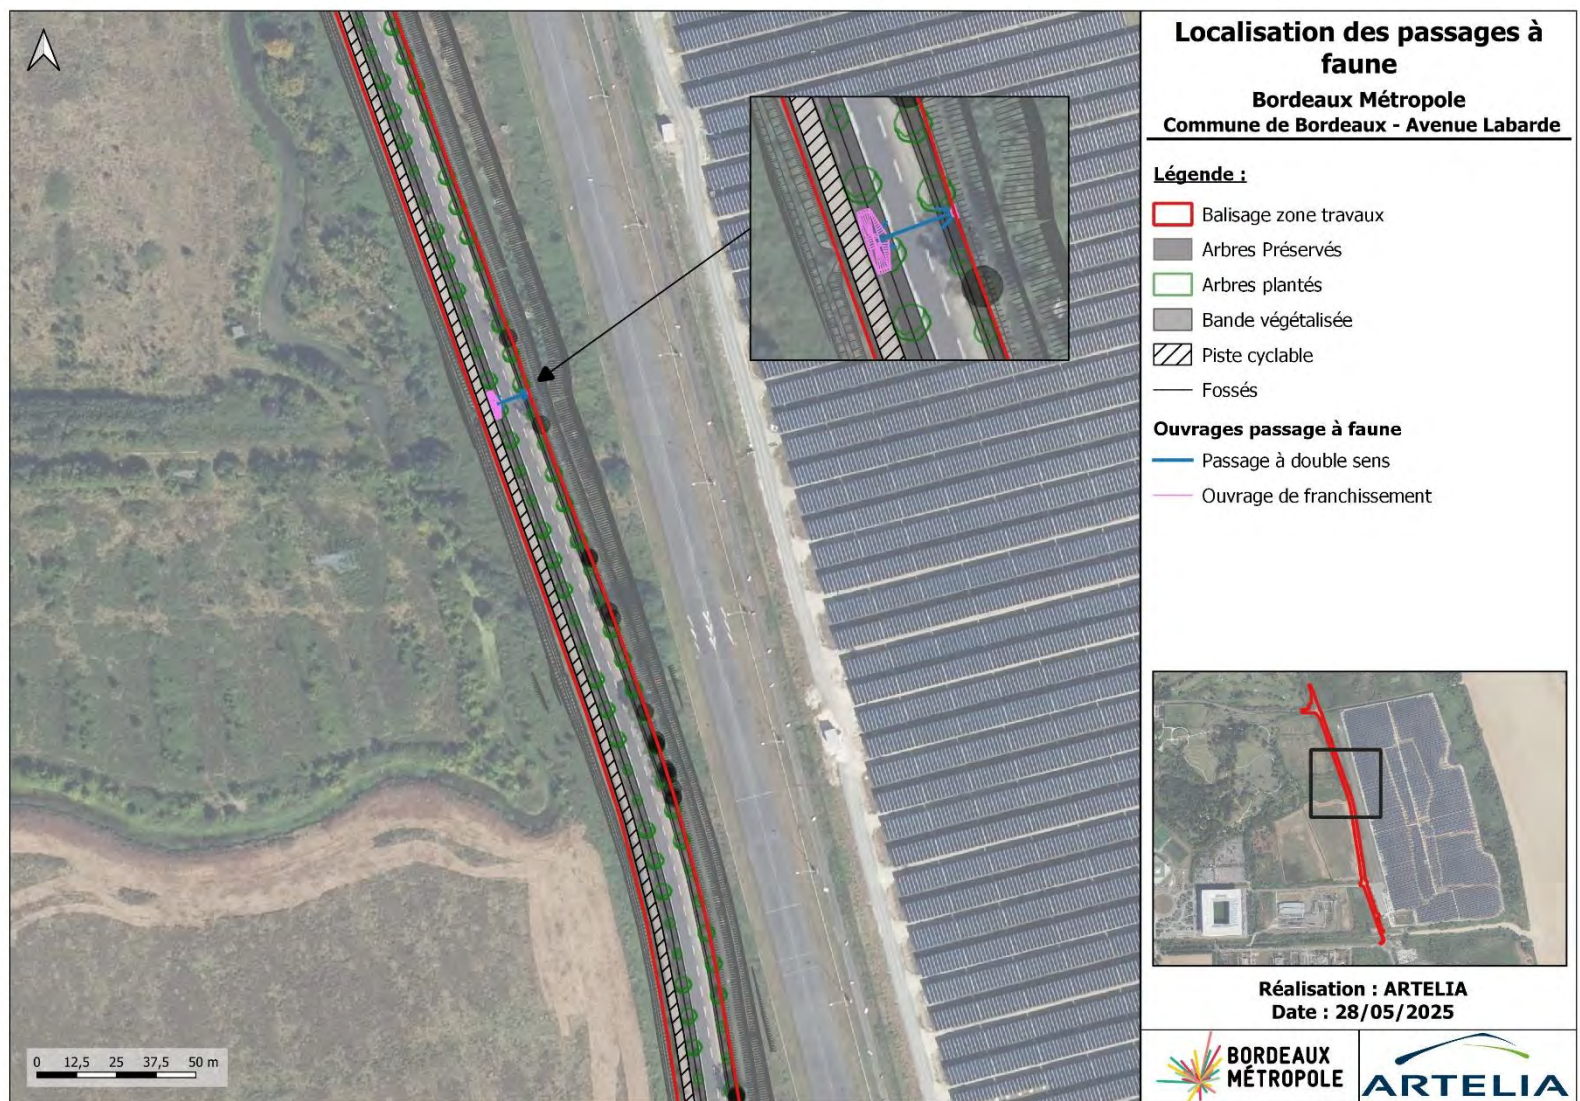 Localisation des passages à
faune
Bordeaux Métropole
Commune de Bordeaux - Avenue Labarde
Légende :
Balisage zone travaux
Arbres Préservés
Arbres plantés
Bande végétalisée
Piste cyclable
Fossés
Ouvrages passage à faune
Passage à double sens
Ouvrage de franchissement
Réalisation : ARTELIA
Date : 28/05/2025
BORDEAUX
MÉTROPOLE
ARTELIA
0 12,5 25 37,5 50 m